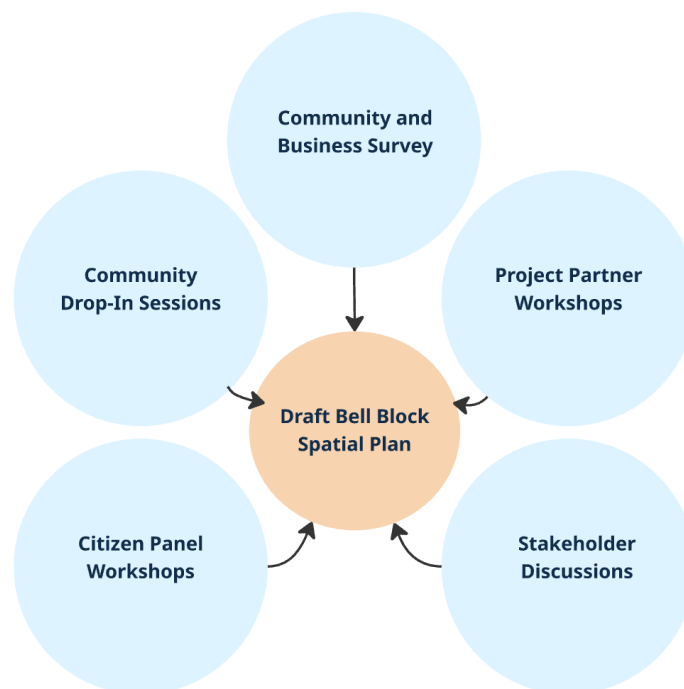 Community and
Business Survey
Community
Drop-In Sessions
Project Partner
Workshops
Draft Bell Block
Spatial Plan
Citizen Panel
Workshops
Stakeholder
Discussions